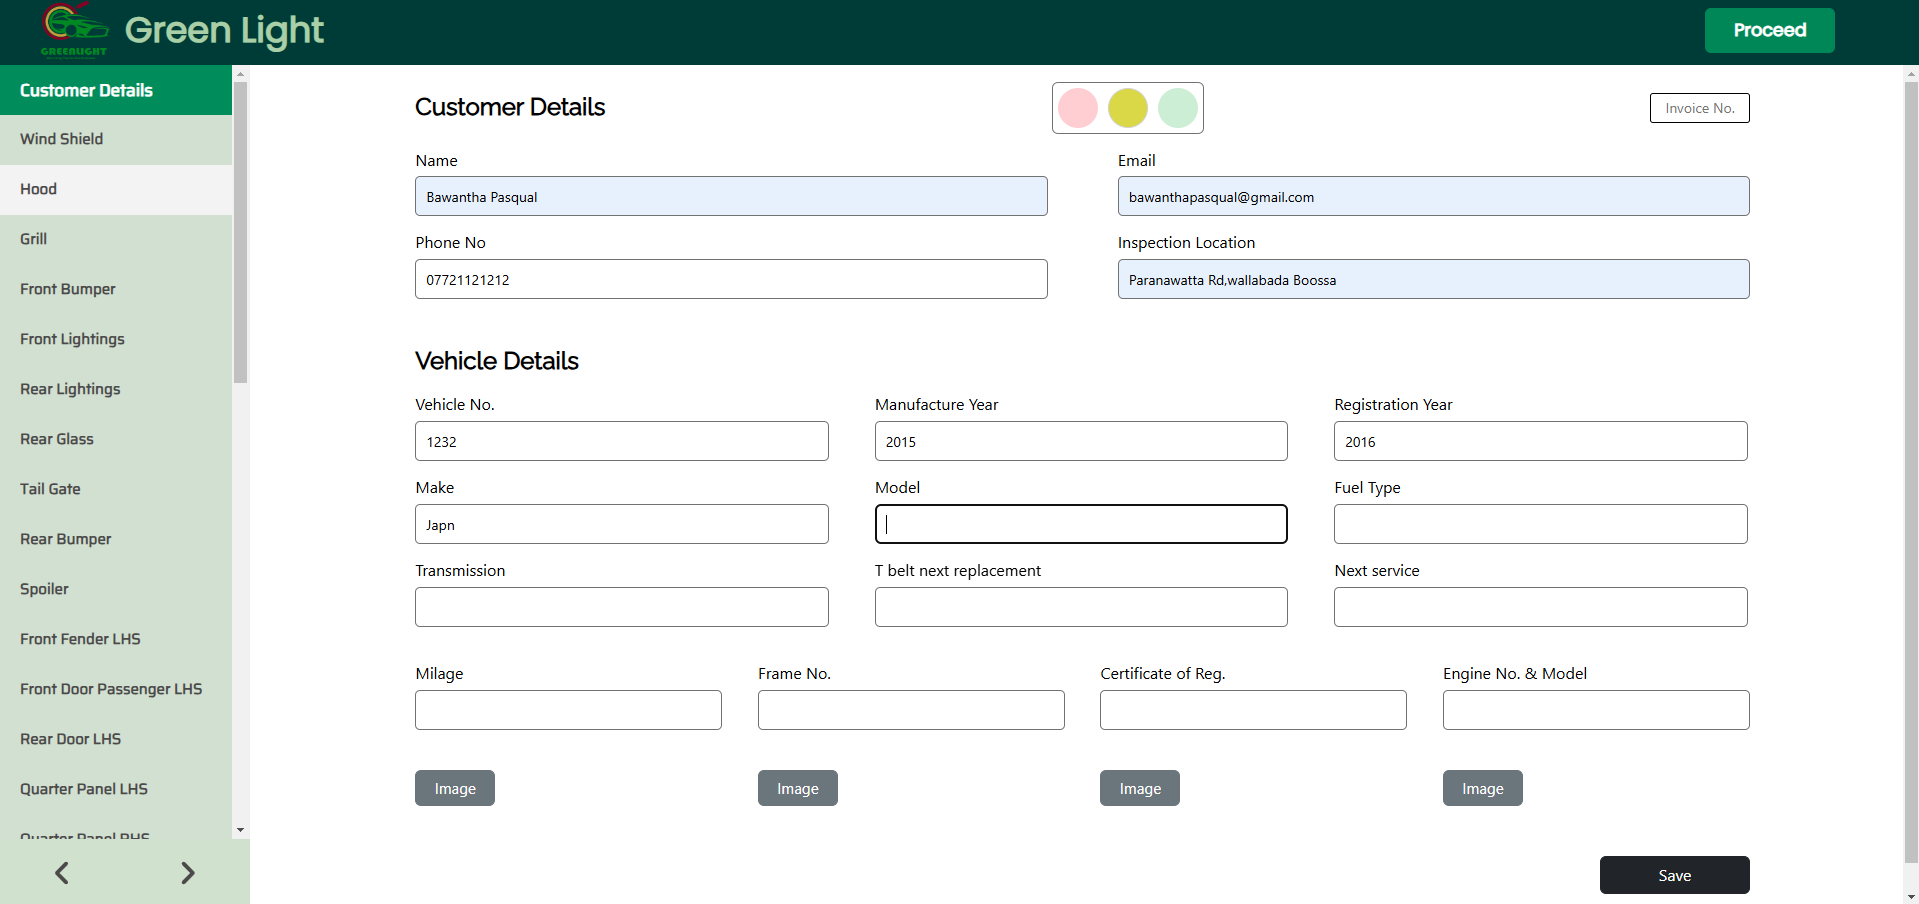 GREENLIGHT
Green Light
Proceed
Customer Details
Wind Shield
Hood
Grill
Front Bumper
Front Lightings
Rear Lightings
Rear Glass
Tail Gate
Rear Bumper
Spoiler
Front Fender LHS
Front Door Passenger LHS
Rear Door LHS
Quarter Panel LHS
Quarter Panel RHS
Customer Details
Invoice No.
Name
Email
Bawantha Pasqual
bawanthapasqual@gmail.com
Phone No
Inspection Location
07721121212
Paranawatta Rd,wallabada Boossa
Vehicle Details
Vehicle No.
Manufacture Year
Registration Year
1232
2015
2016
Make
Model
Fuel Type
Japn
Transmission
T belt next replacement
Next service
Milage
Frame No.
Certificate of Reg.
Engine No. & Model
Image
Image
Image
Image
Save